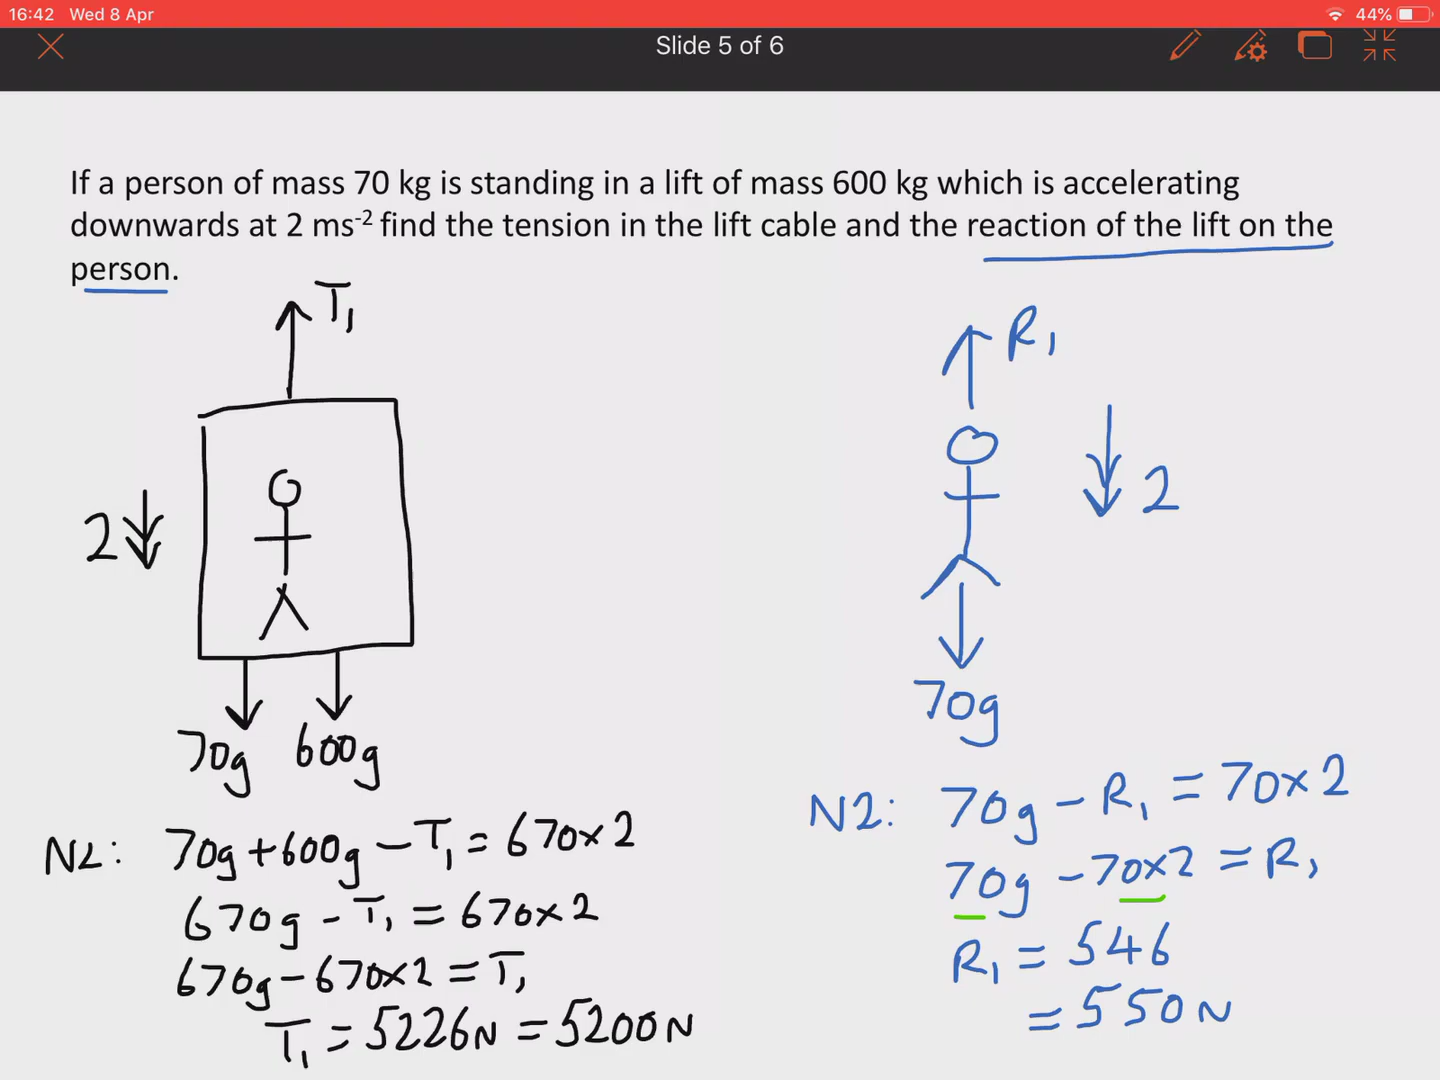 16:42 Wed 8 Apr
44%
Slide 5 of 6
If a person of mass 70 kg is standing in a lift of mass 600 kg which is accelerating
downwards at 2 ms⁻² find the tension in the lift cable and the reaction of the lift on the
person.
T₁
2
70g 600g
N2: 70g + 600g - T₁ = 670 × 2
670g - T₁ = 670 × 2
670g - 670×2 = T₁
T₁ = 5226N = 5200N
R₁
2
70g
N2: 70g - R₁ = 70 × 2
70g - 70×2 = R₁
R₁ = 546
= 550N